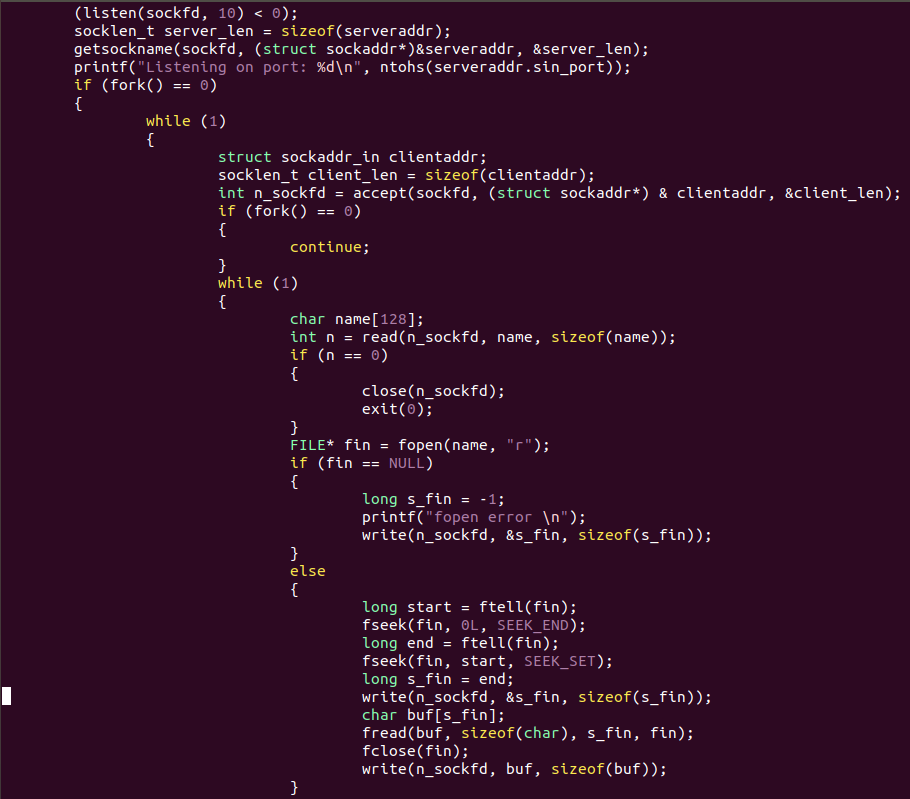 (listen(sockfd, 10) < 0);
socklen_t server_len = sizeof(serveraddr);
getsockname(sockfd, (struct sockaddr*)&serveraddr, &server_len);
printf("Listening on port: %d\n", ntohs(serveraddr.sin_port));
if (fork() == 0)
{
while (1)
{
struct sockaddr_in clientaddr;
socklen_t client_len = sizeof(clientaddr);
int n_sockfd = accept(sockfd, (struct sockaddr*) & clientaddr, &client_len);
if (fork() == 0)
{
continue;
}
while (1)
{
char name[128];
int n = read(n_sockfd, name, sizeof(name));
if (n == 0)
{
close(n_sockfd);
exit(0);
}
FILE* fin = fopen(name, "r");
if (fin == NULL)
{
long s_fin = -1;
printf("fopen error \n");
write(n_sockfd, &s_fin, sizeof(s_fin));
}
else
{
long start = ftell(fin);
fseek(fin, 0L, SEEK_END);
long end = ftell(fin);
fseek(fin, start, SEEK_SET);
long s_fin = end;
write(n_sockfd, &s_fin, sizeof(s_fin));
char buf[s_fin];
fread(buf, sizeof(char), s_fin, fin);
fclose(fin);
write(n_sockfd, buf, sizeof(buf));
}